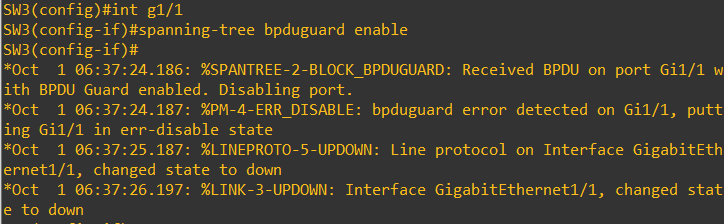 SW3(config)#int g1/1
SW3(config-if)#spanning-tree bpduguard enable
SW3(config-if)#
*Oct  1 06:37:24.186: %SPANTREE-2-BLOCK_BPDUGUARD: Received BPDU on port Gi1/1 w
ith BPDU Guard enabled. Disabling port.
*Oct  1 06:37:24.187: %PM-4-ERR_DISABLE: bpduguard error detected on Gi1/1, putt
ing Gi1/1 in err-disable state
*Oct  1 06:37:25.187: %LINEPROTO-5-UPDOWN: Line protocol on Interface GigabitEth
ernet1/1, changed state to down
*Oct  1 06:37:26.197: %LINK-3-UPDOWN: Interface GigabitEthernet1/1, changed stat
e to down